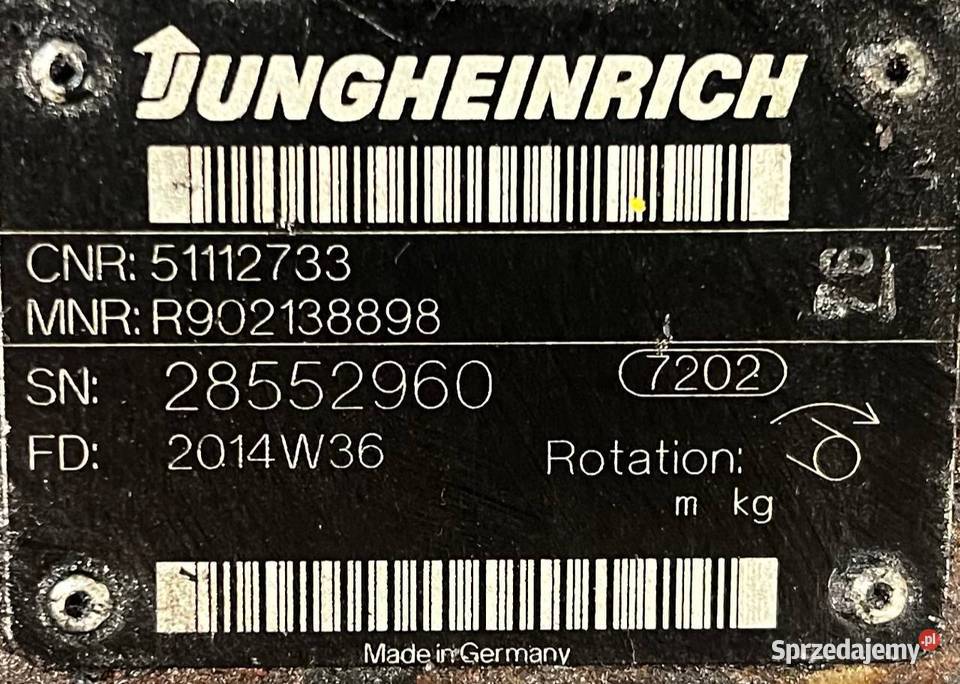 JUNGHEINRICH
CNR: 51112733
MNR: R902138898
SN: 28552960
7202
FD: 2014W36
Rotation:
m kg
Made in Germany
Sprzedajemy.pl